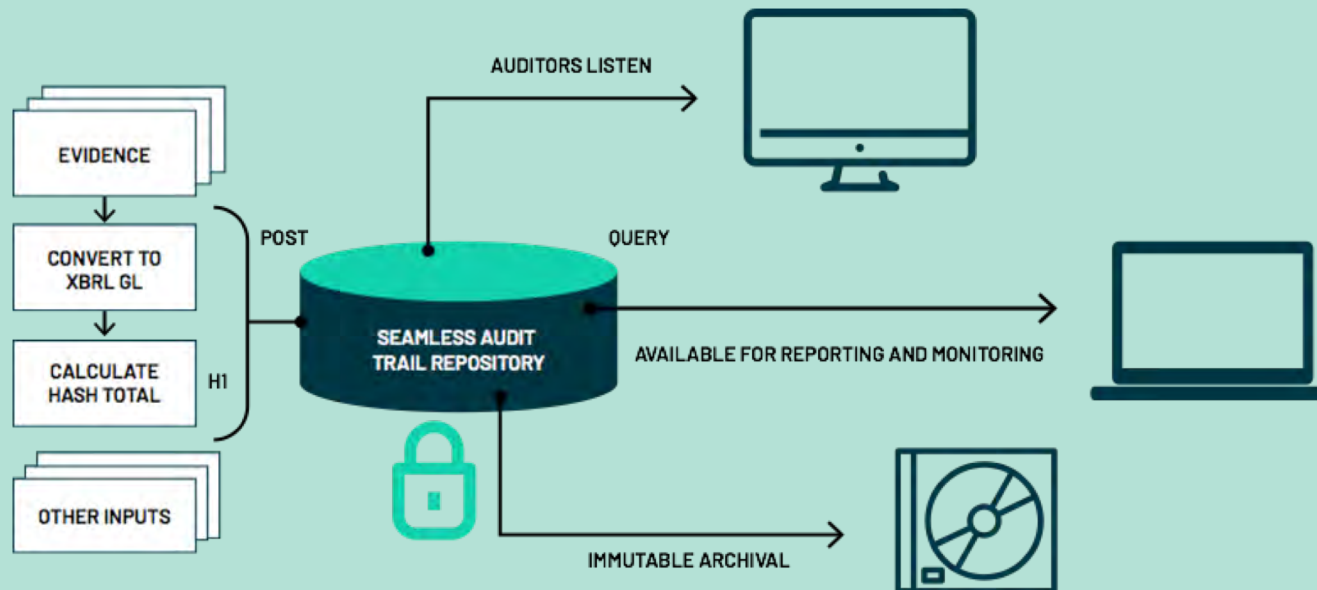 AUDITORS LISTEN
EVIDENCE
CONVERT TO
XBRL GL
CALCULATE
HASH TOTAL
H1
OTHER INPUTS
POST
QUERY
SEAMLESS AUDIT
TRAIL REPOSITORY
AVAILABLE FOR REPORTING AND MONITORING
IMMUTABLE ARCHIVAL